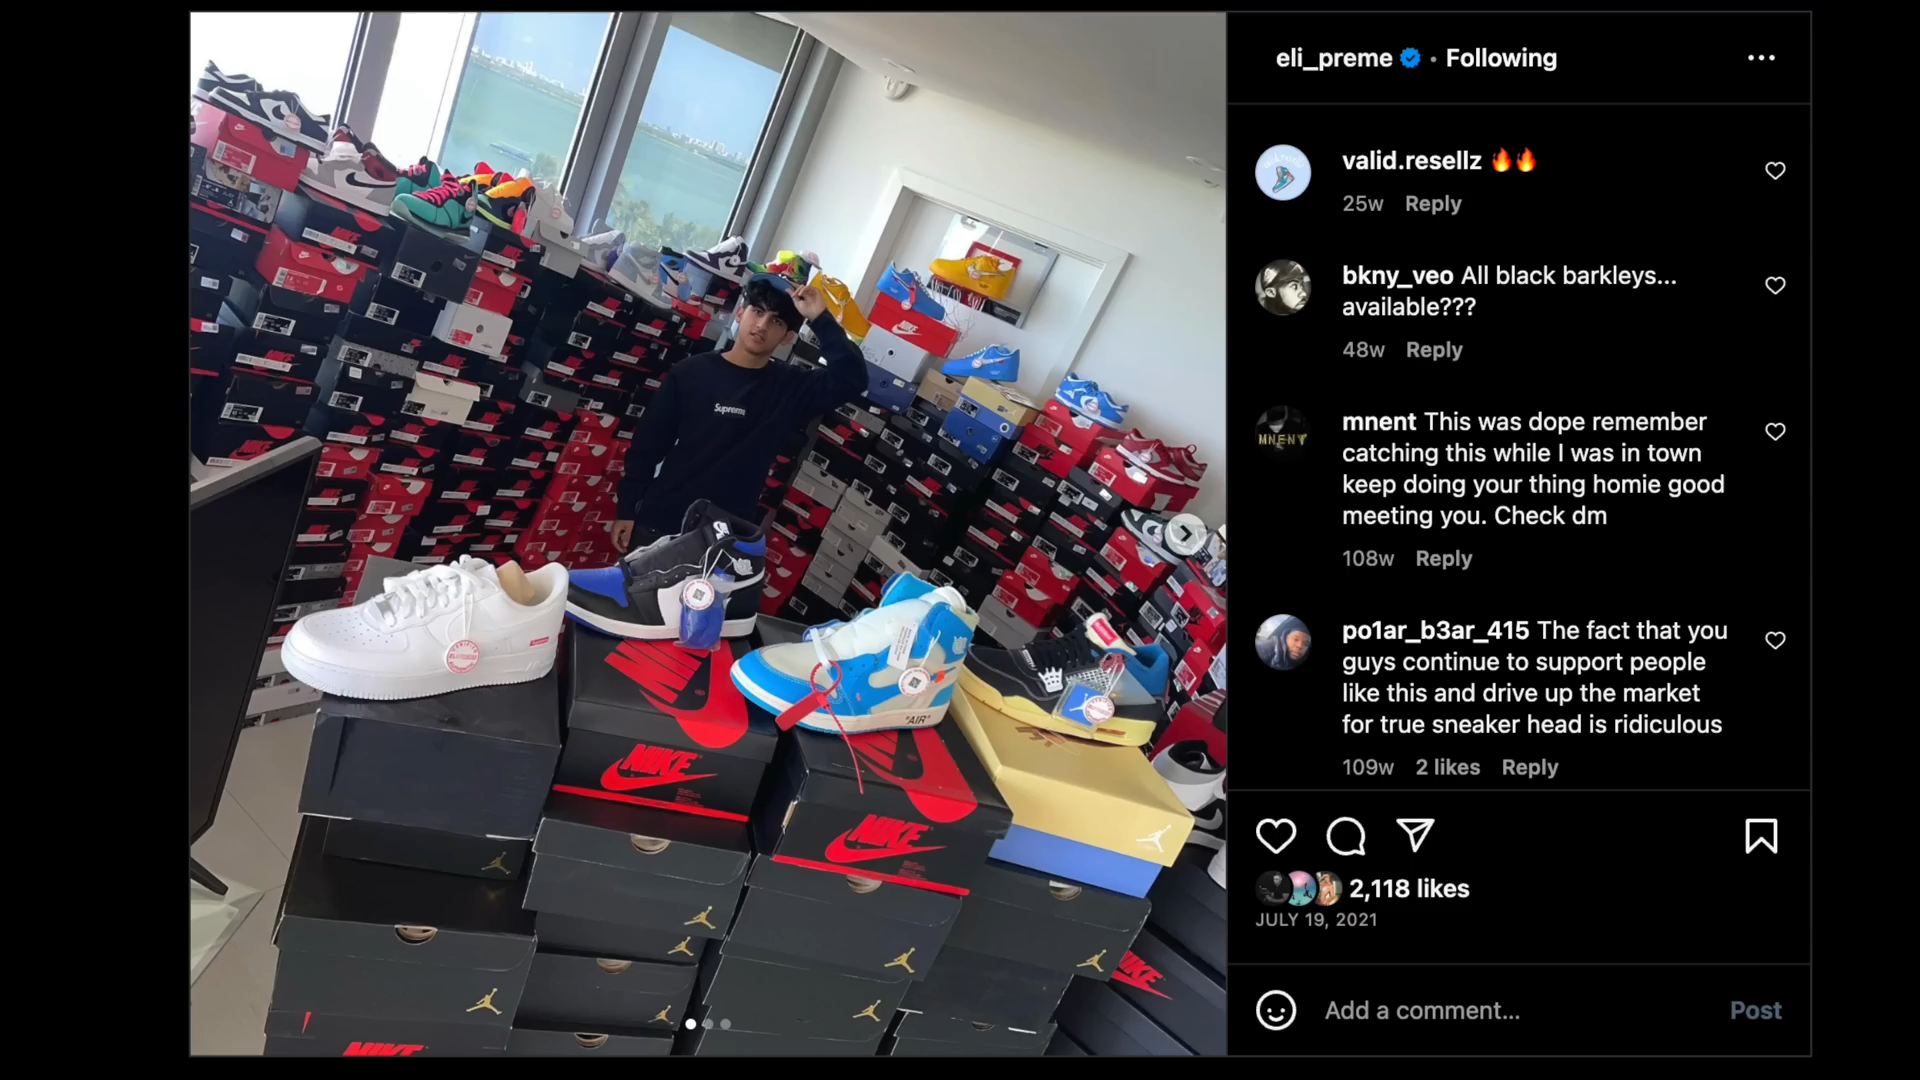 eli_preme • Following
valid.resellz 🔥🔥
25w Reply
bkny_veo All black barkleys...
available???
48w Reply
MNENT
mnent This was dope remember
catching this while I was in town
keep doing your thing homie good
meeting you. Check dm
108w Reply
po1ar_b3ar_415 The fact that you
guys continue to support people
like this and drive up the market
for true sneaker head is ridiculous
109w 2 likes Reply
2,118 likes
JULY 19, 2021
Add a comment... Post
Supreme
NIKE
NIKE
"AIR"
NIKE
NIKE